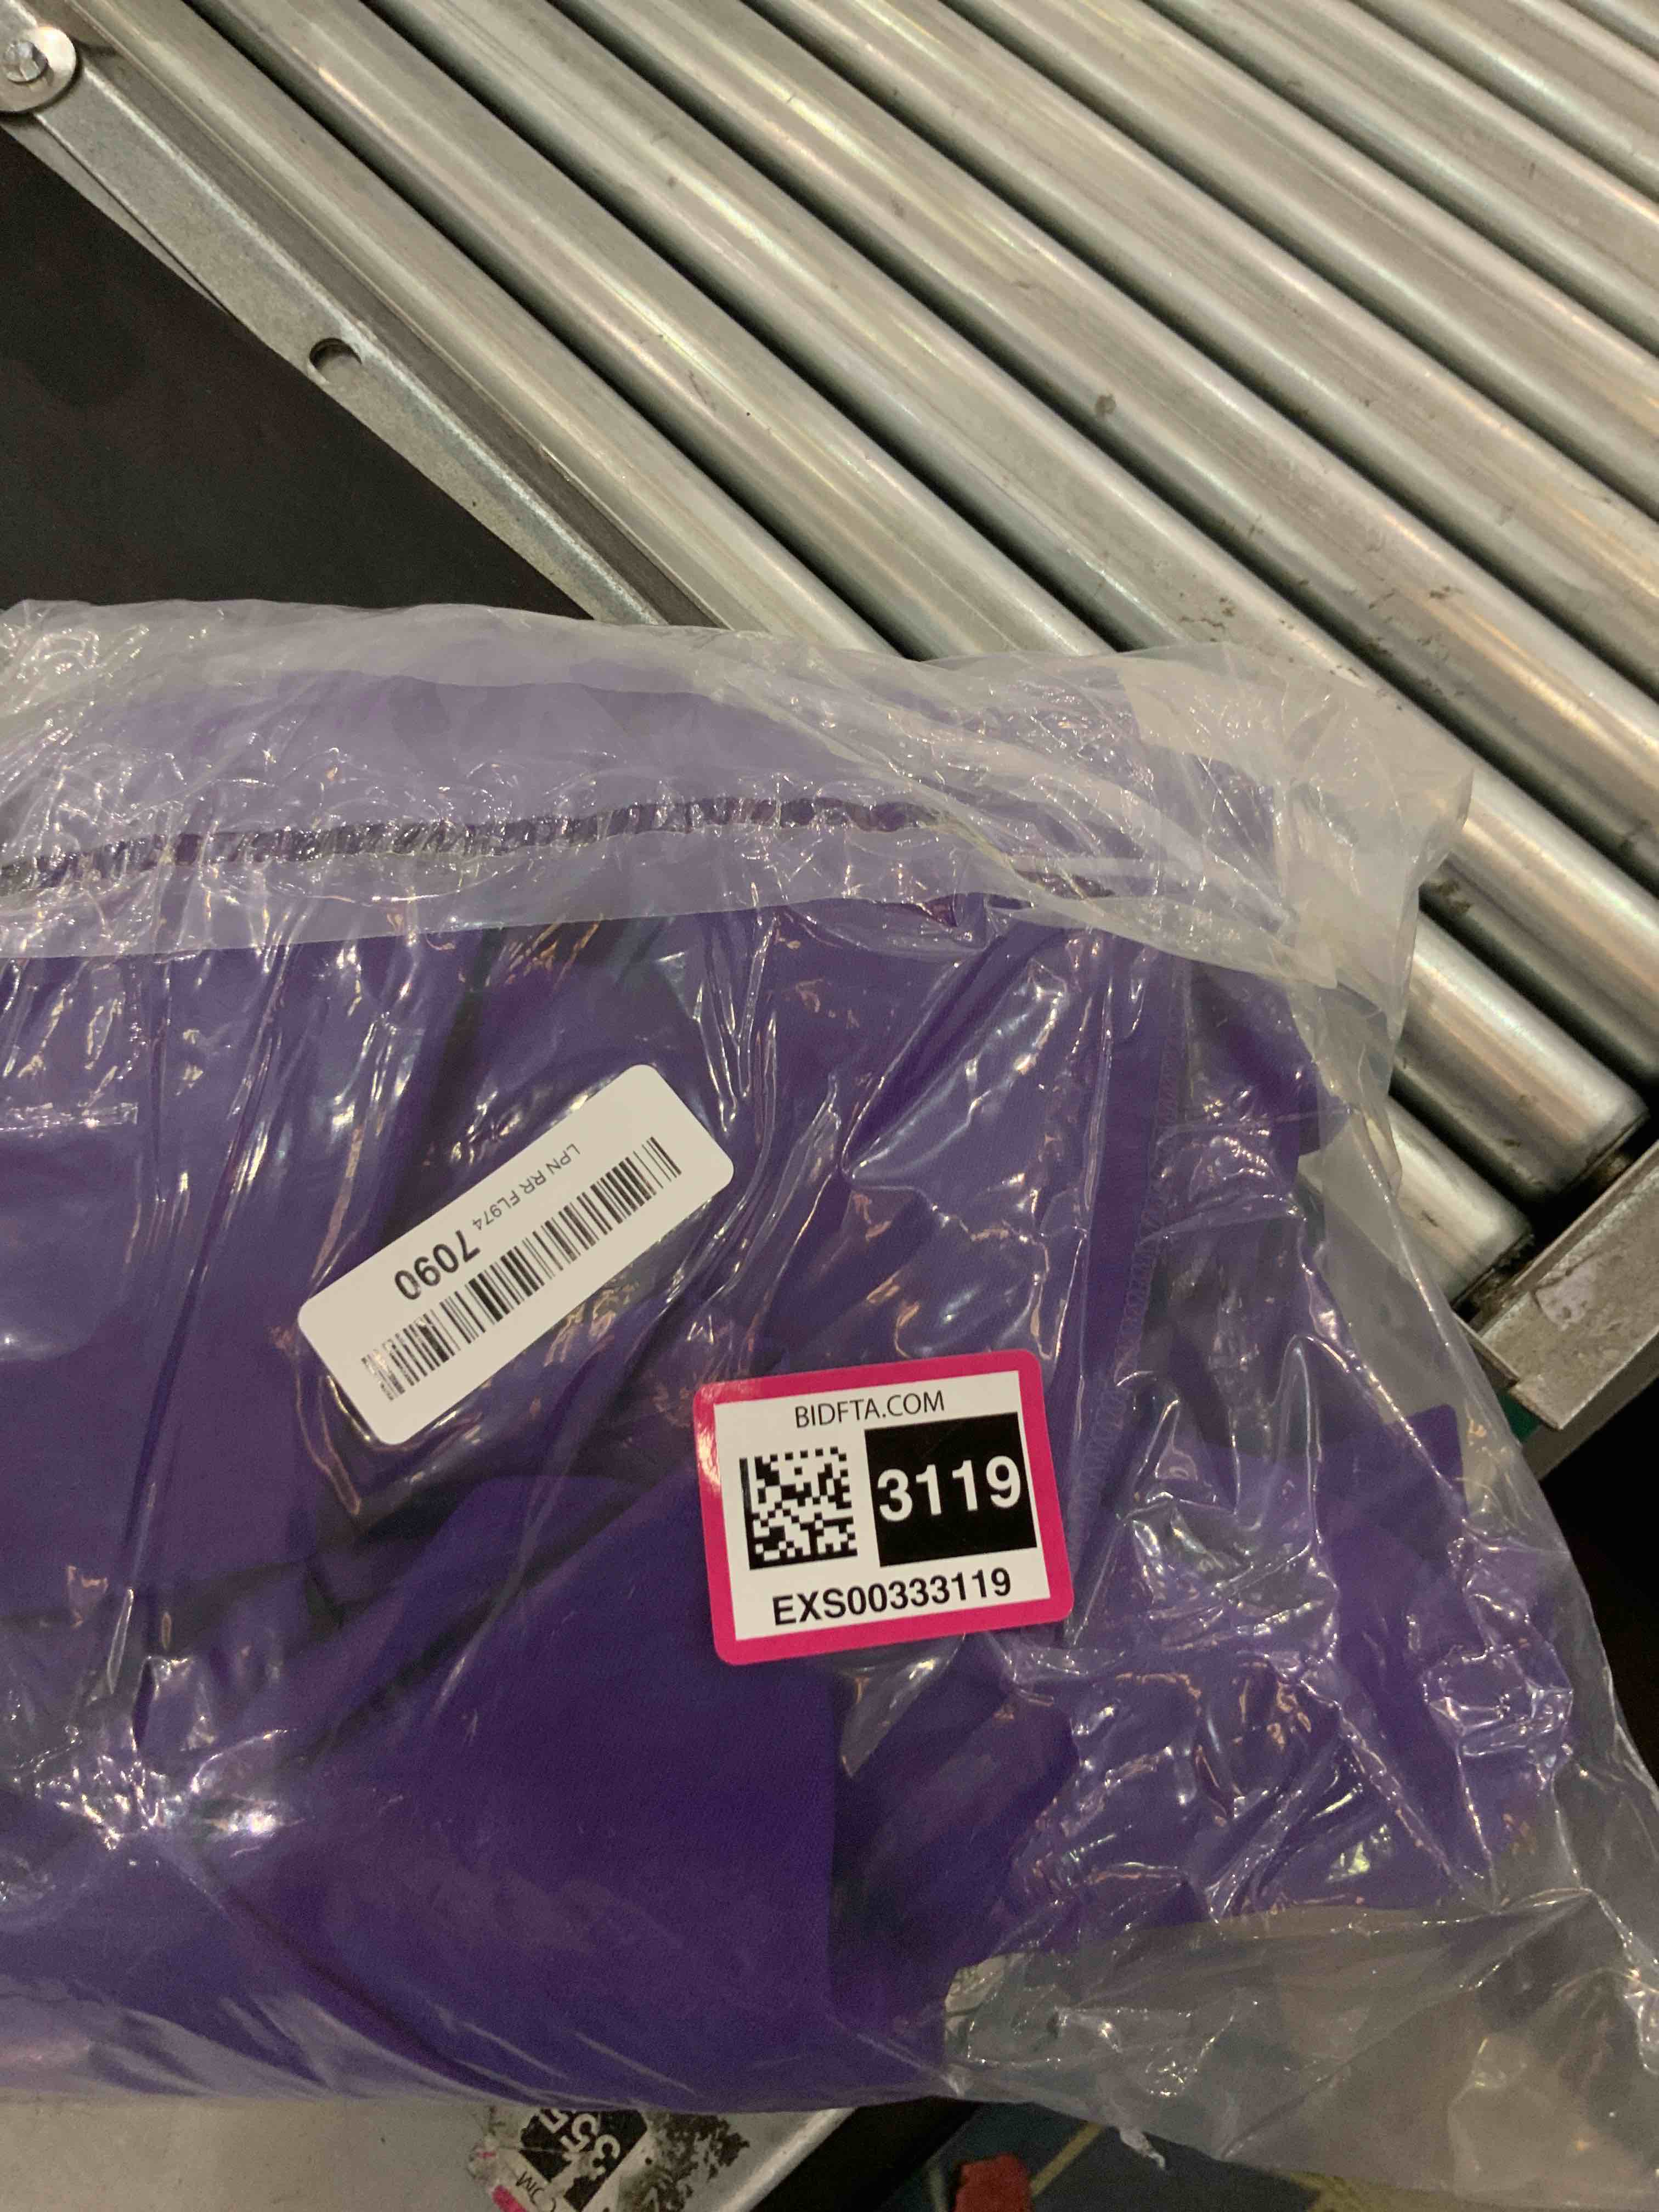 LPN RR FL974 7090
BIDFTA.COM
3119
EXS00333119